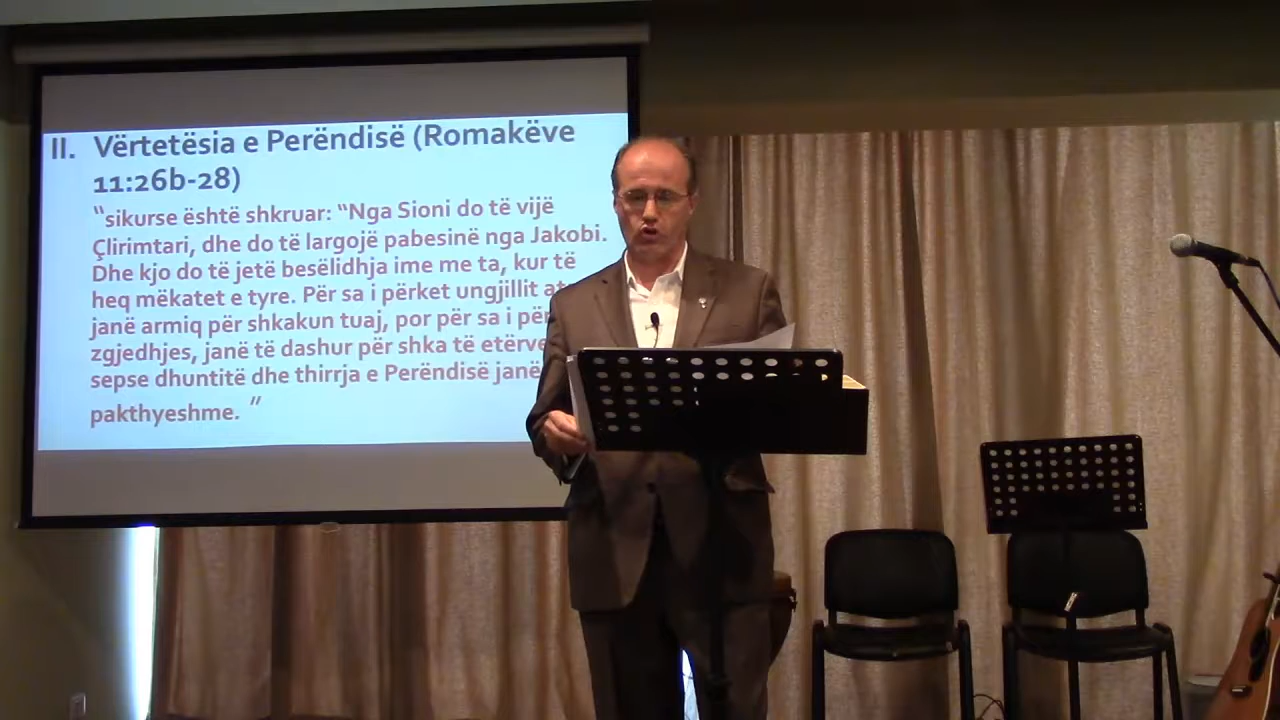 II. Vërtetësia e Perëndisë (Romakëve
11:26b-28)
“sikurse është shkruar: “Nga Sioni do të vijë
Çlirimtari, dhe do të largojë pabesinë nga Jakobi.
Dhe kjo do të jetë besëlidhja ime me ta, kur të
heq mëkatet e tyre. Për sa i përket ungjillit
janë armiq për shkakun tuaj, por për sa i
zgjedhjes, janë të dashur për shka të
sepse dhuntitë dhe thirrja e Perëndisë janë
pakthyeshme. ”